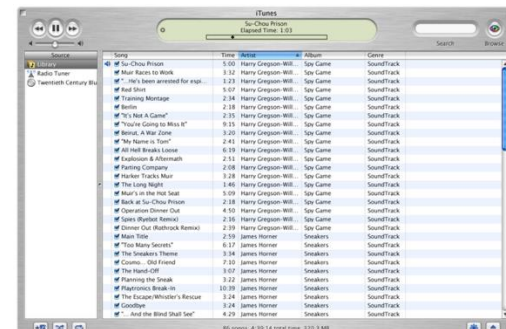 iTunes
Su-Chou Prison
Elapsed Time: 1:03
Search
Browse
Source
Song Time Artist Album Genre
Library
Radio Tuner
Twentieth Century Blu
Su-Chou Prison 5:00 Harry Gregson-Will... Spy Game SoundTrack
Muir Races to Work 3:32 Harry Gregson-Will... Spy Game SoundTrack
"... He's been arrested for espi... 1:23 Harry Gregson-Will... Spy Game SoundTrack
Red Shirt 5:07 Harry Gregson-Will... Spy Game SoundTrack
Training Montage 2:34 Harry Gregson-Will... Spy Game SoundTrack
Berlin 2:18 Harry Gregson-Will... Spy Game SoundTrack
"It's Not A Game" 2:35 Harry Gregson-Will... Spy Game SoundTrack
"You're Going to Miss It" 9:15 Harry Gregson-Will... Spy Game SoundTrack
Beirut, A War Zone 3:20 Harry Gregson-Will... Spy Game SoundTrack
"My Name is Tom" 2:41 Harry Gregson-Will... Spy Game SoundTrack
All Hell Breaks Loose 6:19 Harry Gregson-Will... Spy Game SoundTrack
Explosion & Aftermath 2:51 Harry Gregson-Will... Spy Game SoundTrack
Parting Company 2:08 Harry Gregson-Will... Spy Game SoundTrack
Harker Tracks Muir 3:28 Harry Gregson-Will... Spy Game SoundTrack
The Long Night 1:46 Harry Gregson-Will... Spy Game SoundTrack
Muir's in the Hot Seat 5:09 Harry Gregson-Will... Spy Game SoundTrack
Back at Su-Chou Prison 2:18 Harry Gregson-Will... Spy Game SoundTrack
Operation Dinner Out 4:50 Harry Gregson-Will... Spy Game SoundTrack
Spies (Ryebot Remix) 2:16 Harry Gregson-Will... Spy Game SoundTrack
Dinner Out (Rothrock Remix) 2:39 Harry Gregson-Will... Spy Game SoundTrack
Main Title 2:59 James Horner Sneakers SoundTrack
"Too Many Secrets" 6:17 James Horner Sneakers SoundTrack
The Sneakers Theme 3:34 James Horner Sneakers SoundTrack
Cosmo... Old Friend 7:10 James Horner Sneakers SoundTrack
The Hand-Off 3:07 James Horner Sneakers SoundTrack
Planning the Sneak 3:22 James Horner Sneakers SoundTrack
Playtronics Break-in 10:39 James Horner Sneakers SoundTrack
The Escape/Whistler's Rescue 3:24 James Horner Sneakers SoundTrack
Goodbye 3:24 James Horner Sneakers SoundTrack
"... And the Blind Shall See" 4:29 James Horner Sneakers SoundTrack